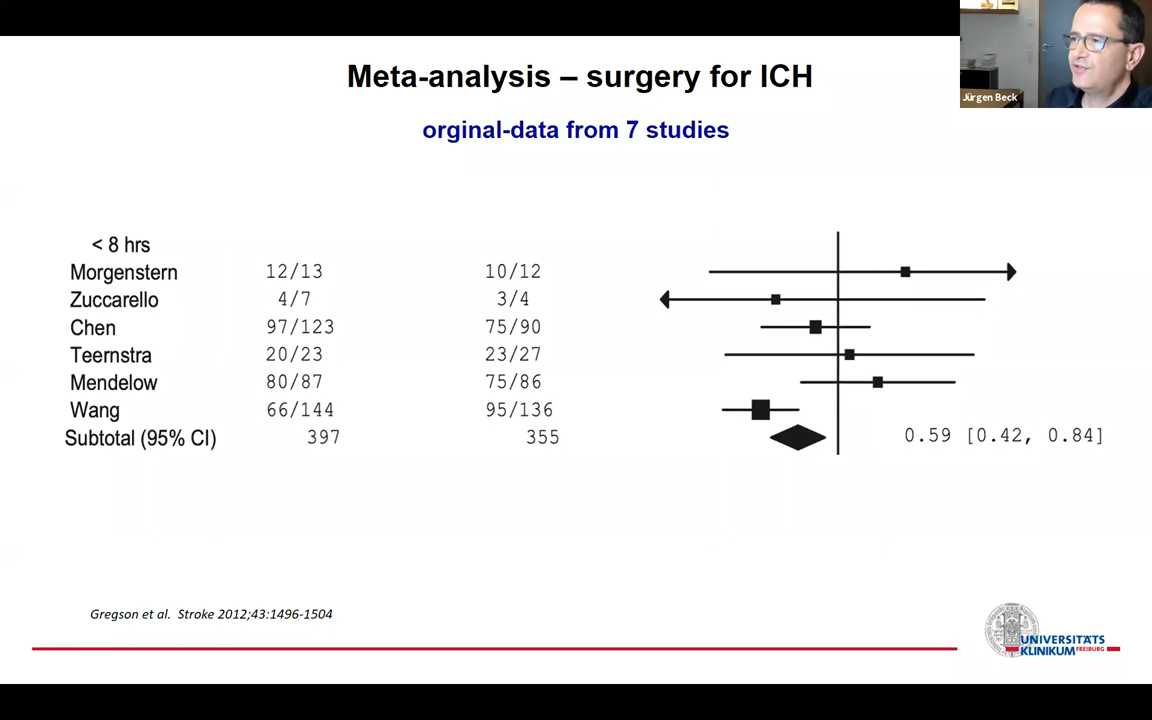 Jürgen Beck
Meta-analysis – surgery for ICH
orginal-data from 7 studies
< 8 hrs
Morgenstern 12/13 10/12
Zuccarello 4/7 3/4
Chen 97/123 75/90
Teernstra 20/23 23/27
Mendelow 80/87 75/86
Wang 66/144 95/136
Subtotal (95% CI) 397 355 0.59 [0.42, 0.84]
Gregson et al. Stroke 2012;43:1496-1504
UNIVERSITÄTS
KLINIKUM FREIBURG